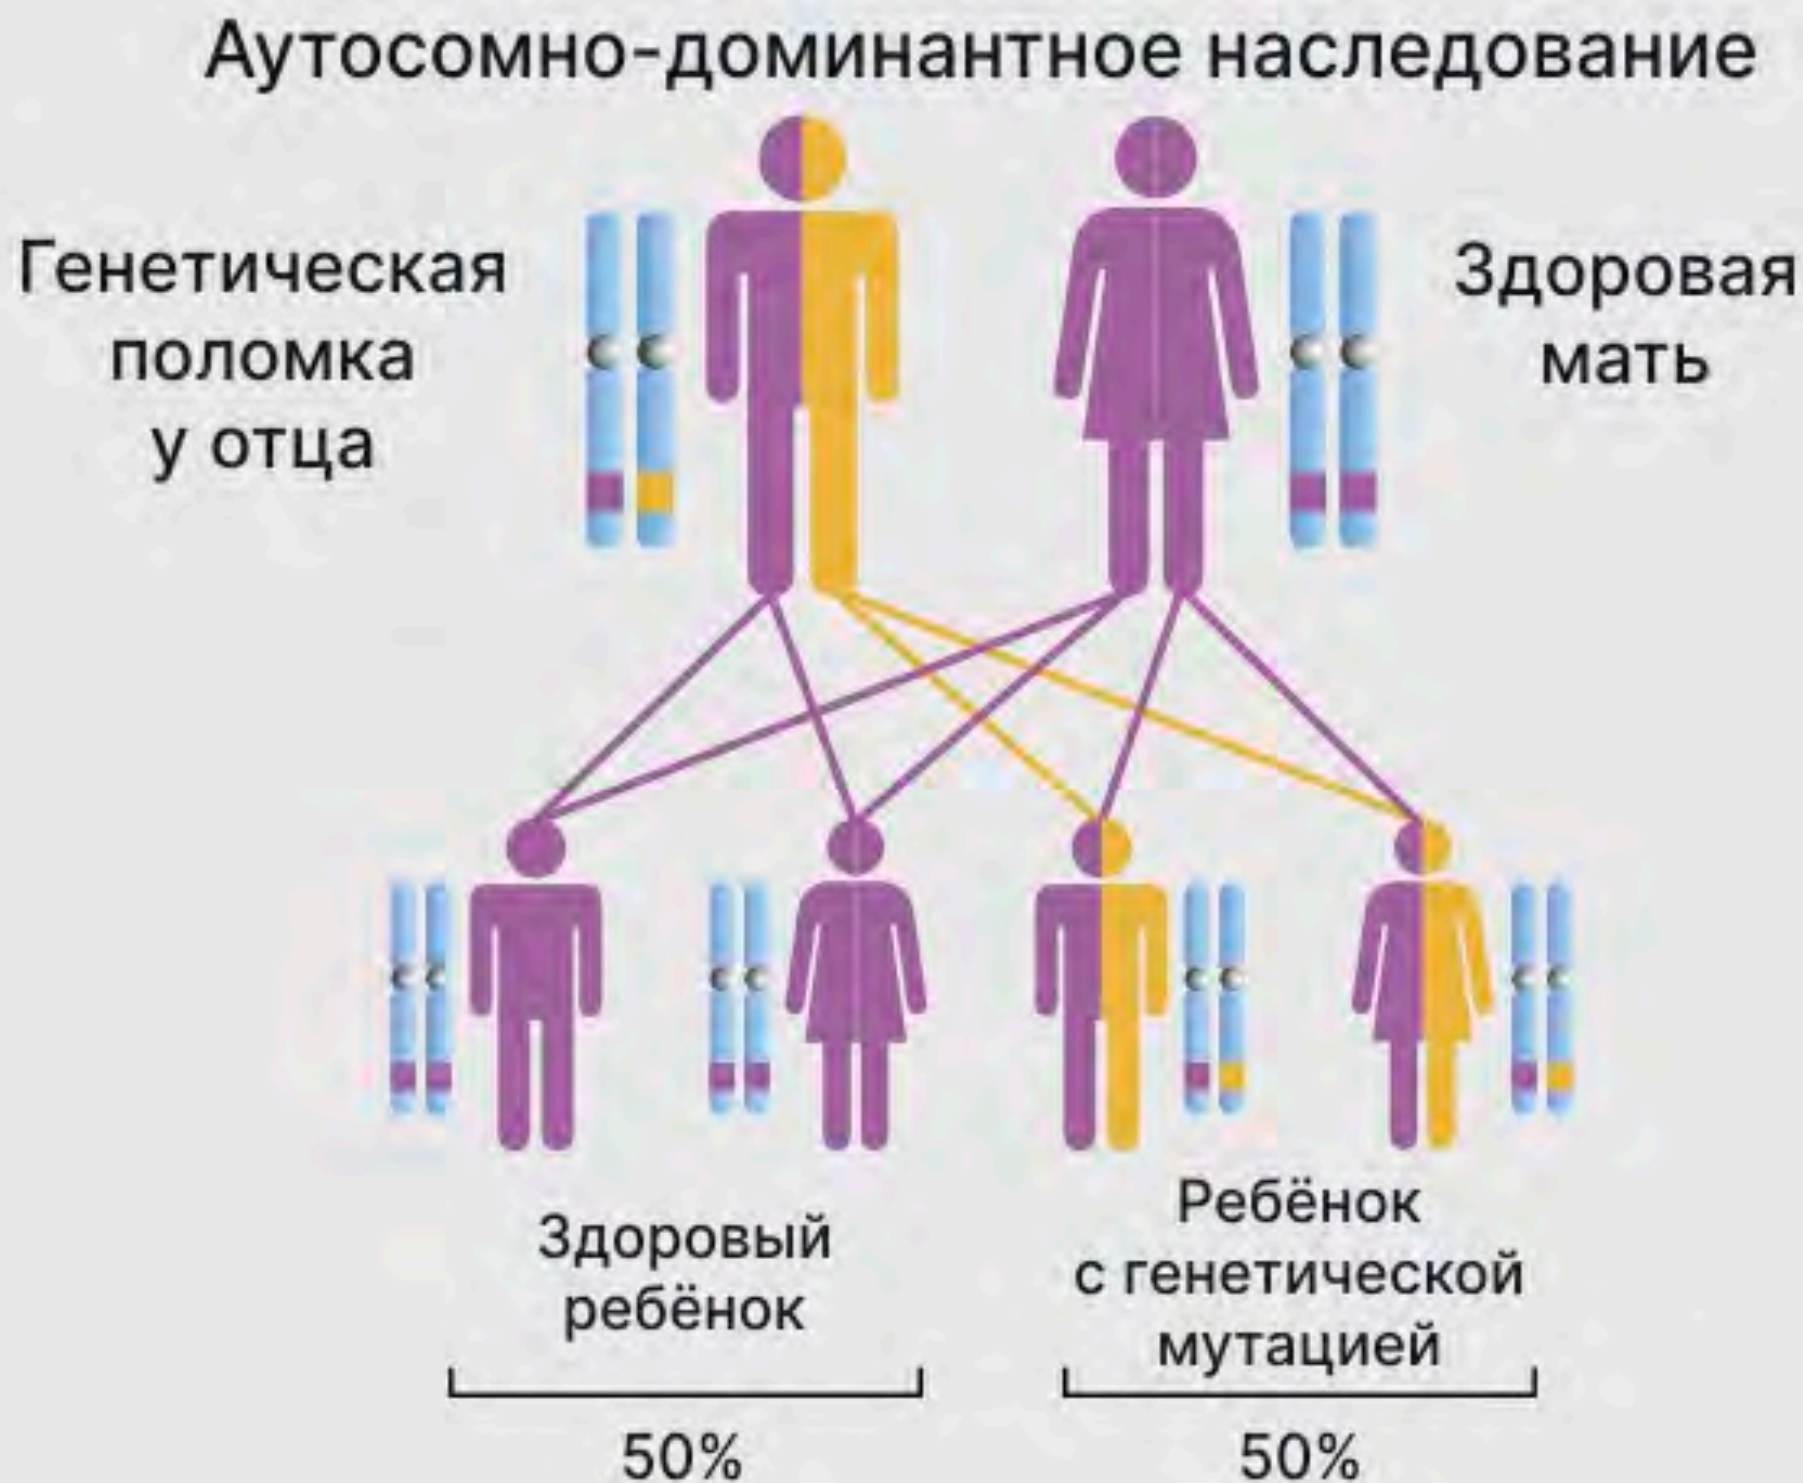 Аутосомно-доминантное наследование
Генетическая
поломка
у отца
Здоровая
мать
Здоровый
ребёнок
Ребёнок
с генетической
мутацией
50%
50%